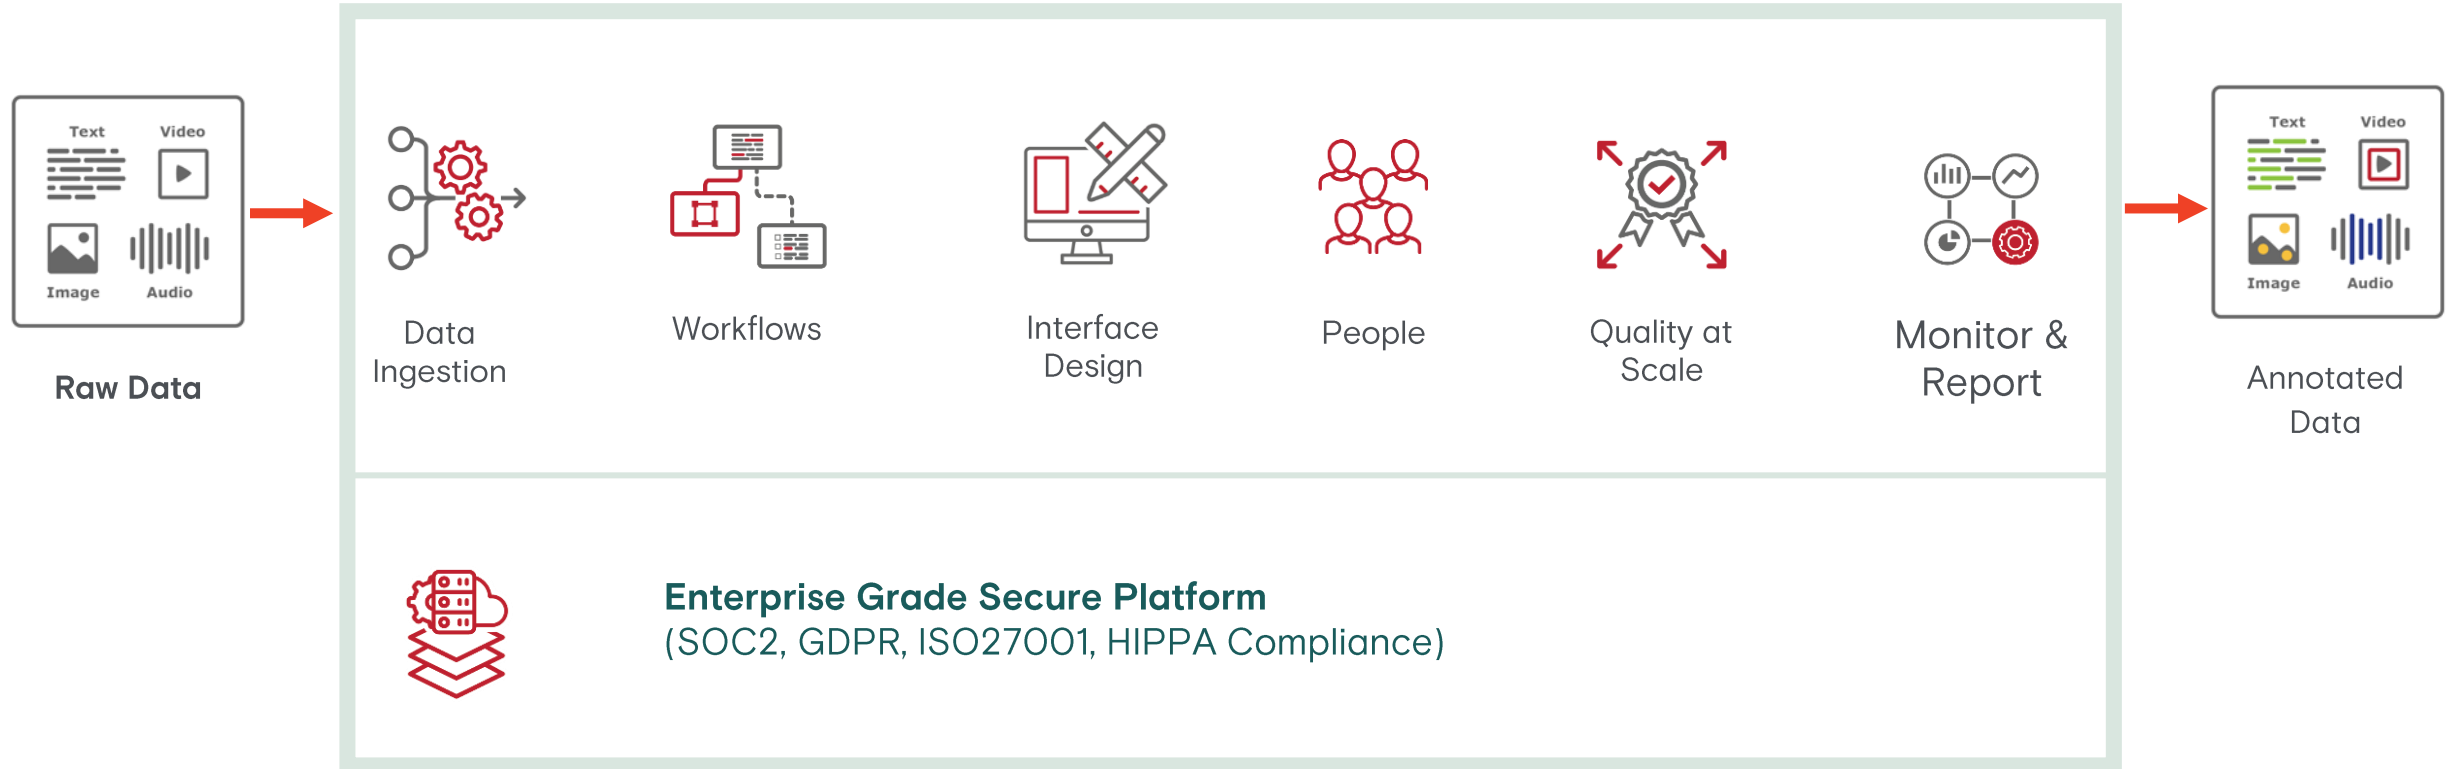 Text Video
Image Audio
Raw Data
Data
Ingestion
Workflows
Interface
Design
People
Quality at
Scale
Monitor &
Report
Text Video
Image Audio
Annotated
Data
Enterprise Grade Secure Platform
(SOC2, GDPR, ISO27001, HIPPA Compliance)